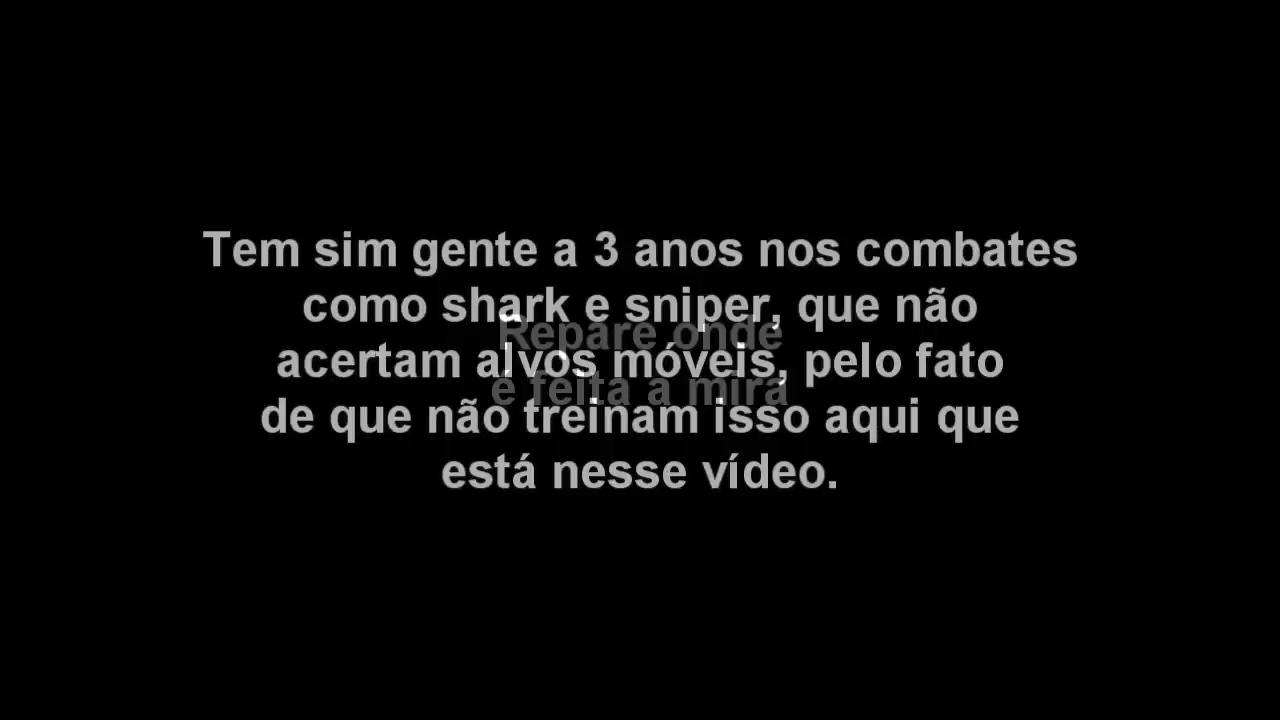 Tem sim gente a 3 anos nos combates
como shark e sniper, que não
acertam alvos móveis, pelo fato
de que não treinam isso aqui que
está nesse vídeo.
Repare onde
é feita a mira